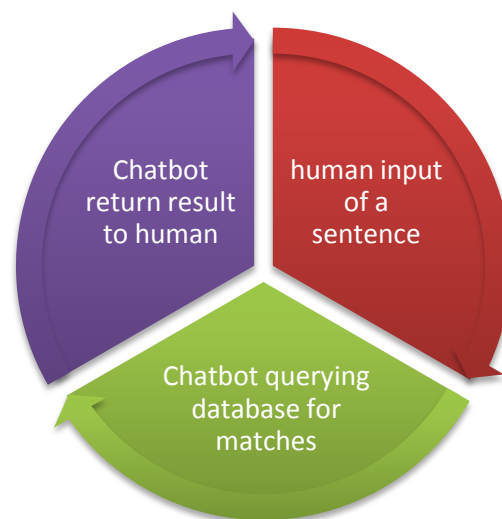 human input
of a
sentence
Chatbot querying
database for
matches
Chatbot
return result
to human